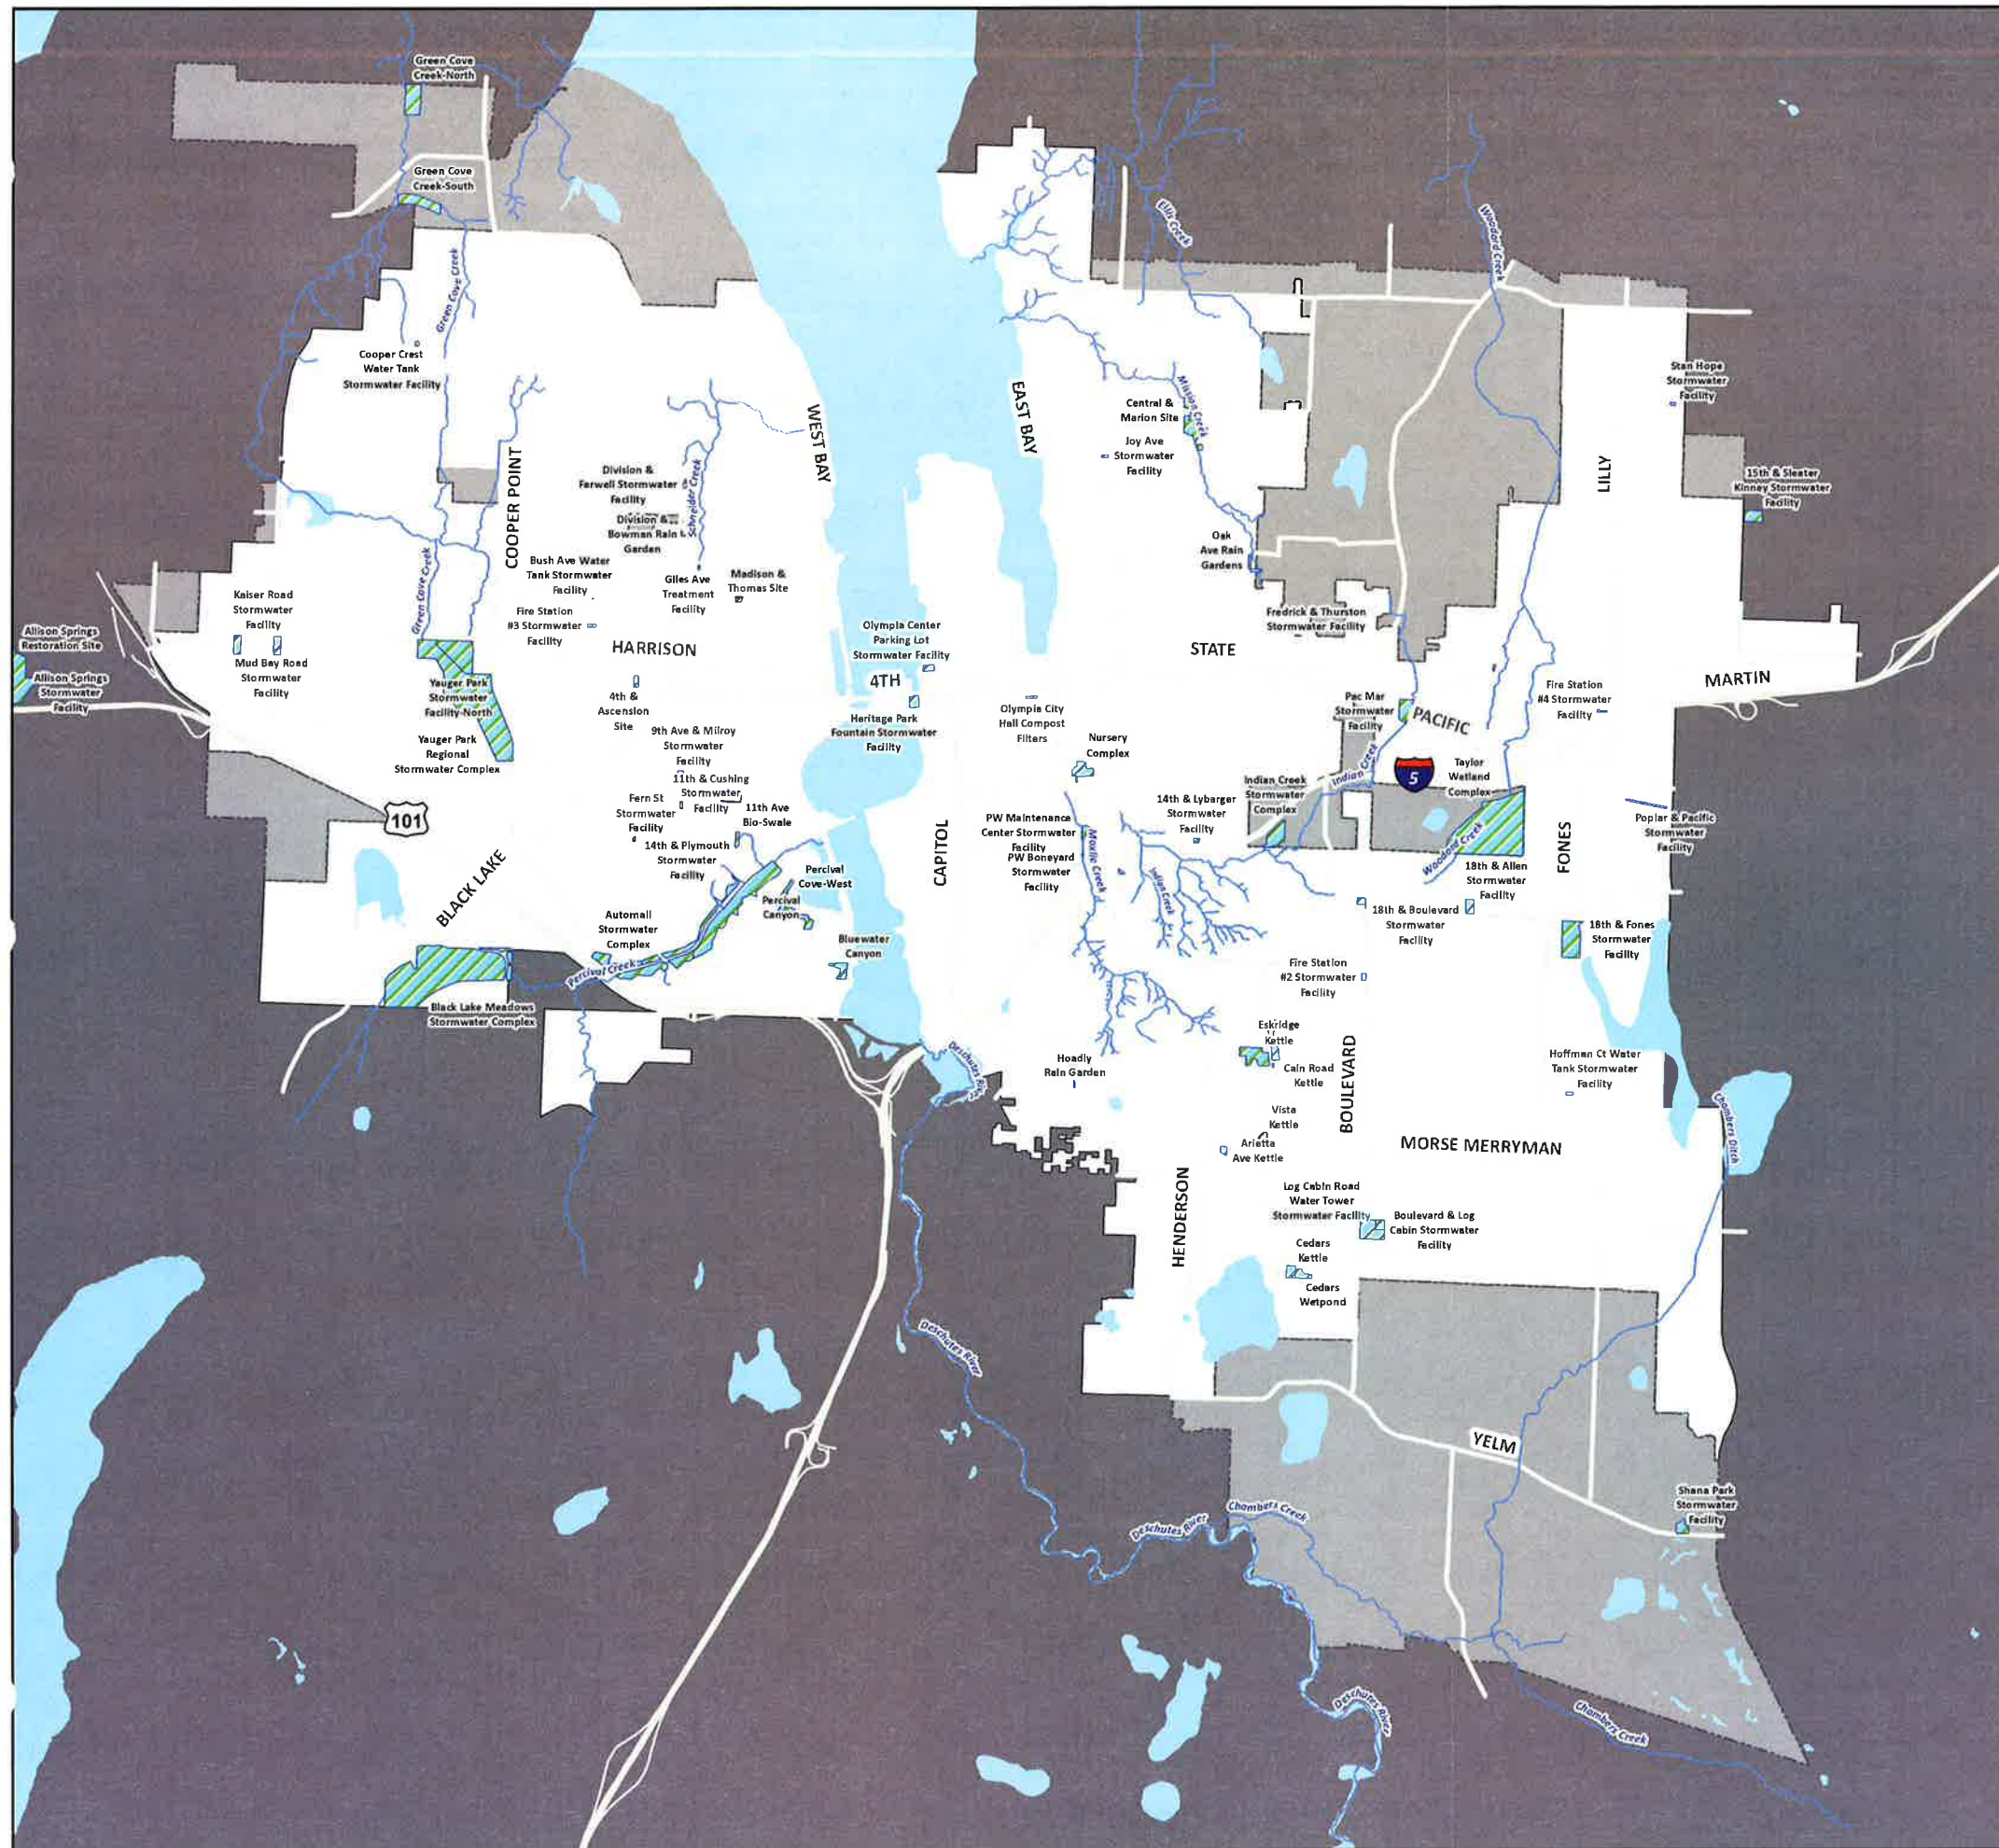 Green Cove
Creek-North
Green Cove
Creek-South
Green Cove Creek
Ellis Creek
Woodard Creek
Cooper Crest
Water Tank
Stormwater Facility
COOPER POINT
WEST BAY
EAST BAY
Mission Creek
Central &
Marion Site
Joy Ave
Stormwater
Facility
LILLY
Stan Hope
Stormwater
Facility
15th & Sleater
Kinney Stormwater
Facility
Division &
Farwell Stormwater
Facility
Schneider Creek
Division &
Bowman Rain
Garden
Bush Ave Water
Tank Stormwater
Facility
Giles Ave
Treatment
Facility
Madison &
Thomas Site
Fire Station
#3 Stormwater
Facility
Oak
Ave Rain
Gardens
Fredrick & Thurston
Stormwater Facility
Green Cove Creek
Kaiser Road
Stormwater
Facility
Mud Bay Road
Stormwater
Facility
Allison Springs
Restoration Site
Allison Springs
Stormwater
Facility
HARRISON
Olympia Center
Parking Lot
Stormwater Facility
4TH
STATE
MARTIN
Yauger Park
Stormwater
Facility-North
Yauger Park
Regional
Stormwater Complex
4th &
Ascension
Site
Heritage Park
Fountain Stormwater
Facility
Olympia City
Hall Compost
Filters
Pac Mar
Stormwater
Facility
PACIFIC
Fire Station
#4 Stormwater
Facility
9th Ave & Milroy
Stormwater
Facility
Nursery
Complex
Indian Creek
5
Taylor
Wetland
Complex
Indian Creek
Stormwater
Complex
11th & Cushing
Stormwater
Facility
Fern St
Stormwater
Facility
11th Ave
Bio-Swale
101
14th & Lybarger
Stormwater
Facility
PW Maintenance
Center Stormwater
Facility
PW Boneyard
Stormwater
Facility
Moxlie Creek
Indian Creek
CAPITOL
Poplar & Pacific
Stormwater
Facility
FONES
Woodard Creek
18th & Allen
Stormwater
Facility
14th & Plymouth
Stormwater
Facility
Percival
Cove-West
Percival
Canyon
BLACK LAKE
Automall
Stormwater
Complex
Percival Creek
Bluewater
Canyon
18th & Boulevard
Stormwater
Facility
18th & Fones
Stormwater
Facility
Fire Station
#2 Stormwater
Facility
Black Lake Meadows
Stormwater Complex
Eskridge
Kettle
Cain Road
Kettle
BOULEVARD
Hoadly
Rain Garden
Hoffman Ct Water
Tank Stormwater
Facility
Vista
Kettle
Arietta
Ave Kettle
MORSE MERRYMAN
Chambers Ditch
HENDERSON
Log Cabin Road
Water Tower
Stormwater Facility
Boulevard & Log
Cabin Stormwater
Facility
Cedars
Kettle
Cedars
Wetpond
Deschutes River
YELM
Shana Park
Stormwater
Facility
Deschutes River
Chambers Creek
Deschutes River
Chambers Creek